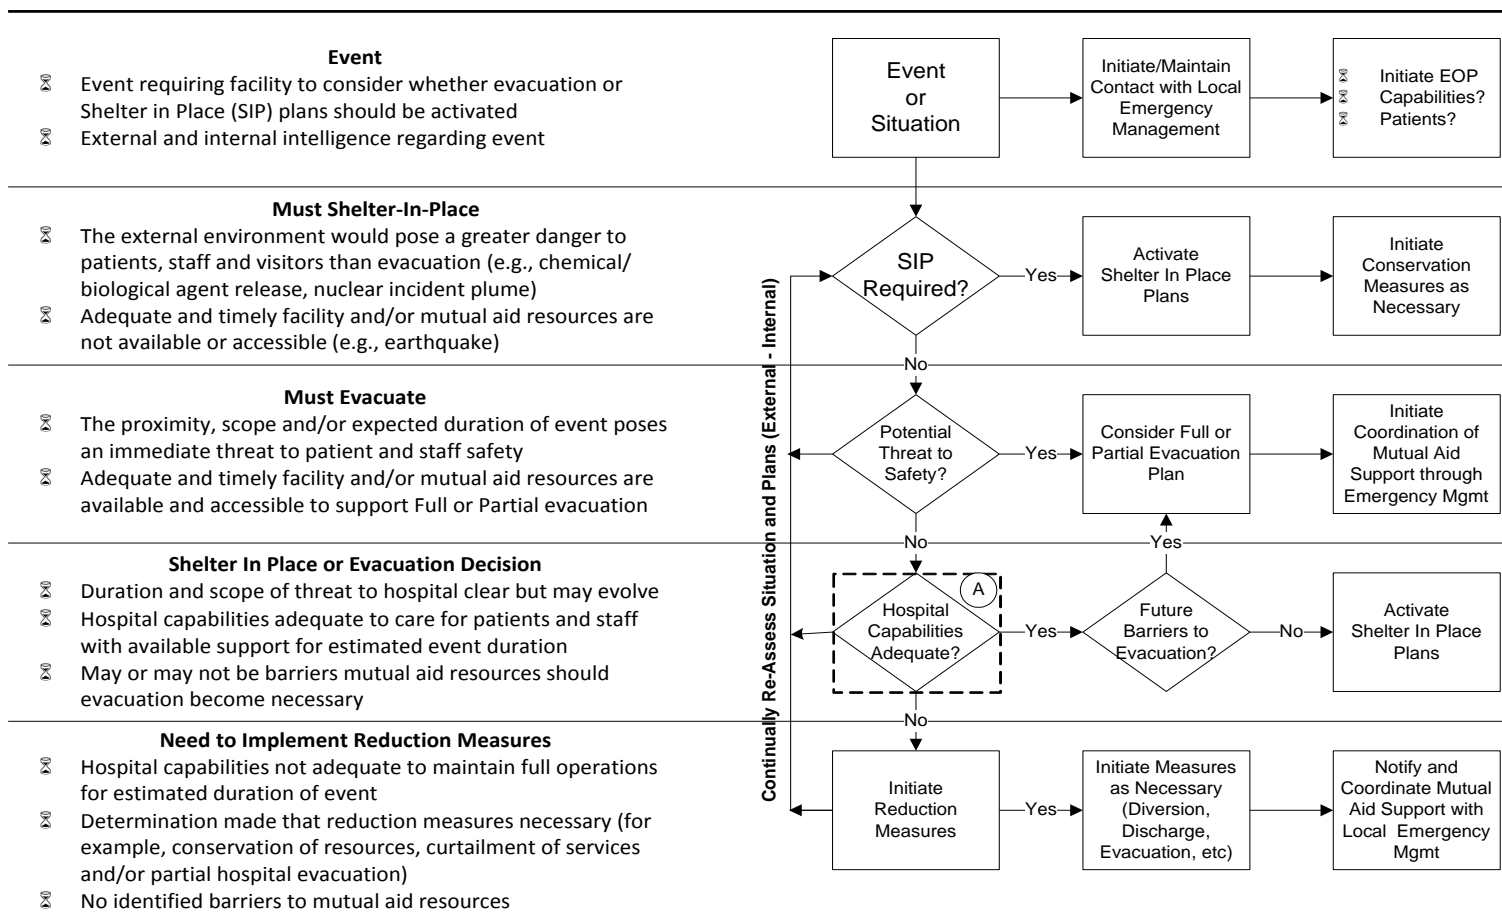 Event
Event requiring facility to consider whether evacuation or
Shelter in Place (SIP) plans should be activated
External and internal intelligence regarding event
Event
or
Situation
Initiate/Maintain
Contact with Local
Emergency
Management
Initiate EOP
Capabilities?
Patients?
Must Shelter-In-Place
The external environment would pose a greater danger to
patients, staff and visitors than evacuation (e.g., chemical/
biological agent release, nuclear incident plume)
Adequate and timely facility and/or mutual aid resources are
not available or accessible (e.g., earthquake)
SIP
Required?
Yes
Activate
Shelter In Place
Plans
Initiate
Conservation
Measures as
Necessary
No
Continually Re-Assess Situation and Plans (External - Internal)
Must Evacuate
The proximity, scope and/or expected duration of event poses
an immediate threat to patient and staff safety
Adequate and timely facility and/or mutual aid resources are
available and accessible to support Full or Partial evacuation
Potential
Threat to
Safety?
Yes
Consider Full or
Partial Evacuation
Plan
Initiate
Coordination of
Mutual Aid
Support through
Emergency Mgmt
No
Yes
Shelter In Place or Evacuation Decision
Duration and scope of threat to hospital clear but may evolve
Hospital capabilities adequate to care for patients and staff
with available support for estimated event duration
May or may not be barriers mutual aid resources should
evacuation become necessary
A
Hospital
Capabilities
Adequate?
Yes
Future
Barriers to
Evacuation?
No
Activate
Shelter In Place
Plans
No
Need to Implement Reduction Measures
Hospital capabilities not adequate to maintain full operations
for estimated duration of event
Determination made that reduction measures necessary (for
example, conservation of resources, curtailment of services
and/or partial hospital evacuation)
No identified barriers to mutual aid resources
Initiate
Reduction
Measures
Yes
Initiate Measures
as Necessary
(Diversion,
Discharge,
Evacuation, etc)
Notify and
Coordinate Mutual
Aid Support with
Local Emergency
Mgmt